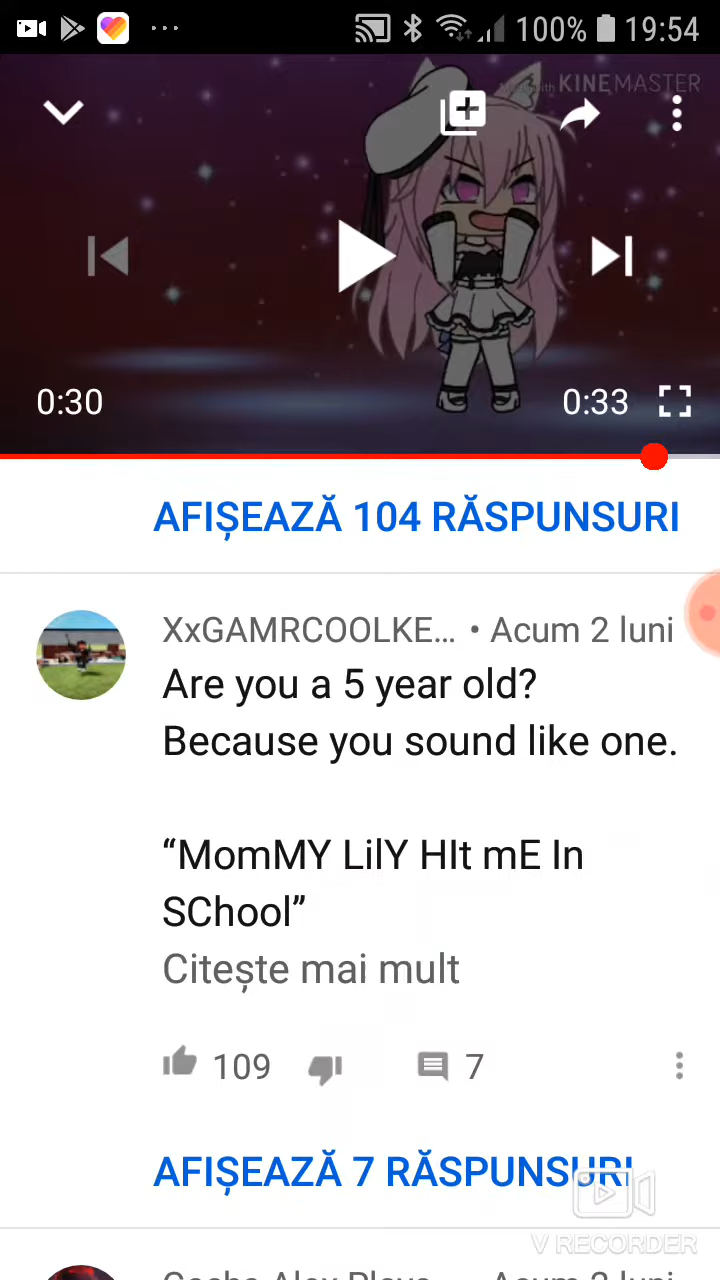 100% 19:54
with KINEMASTER
0:30 0:33
AFIȘEAZĂ 104 RĂSPUNSURI
XxGAMRCOOLKE... • Acum 2 luni
Are you a 5 year old?
Because you sound like one.
“MomMY LilY HIt mE In
SChool”
Citește mai mult
109 7
AFIȘEAZĂ 7 RĂSPUNSURI
V RECORDER